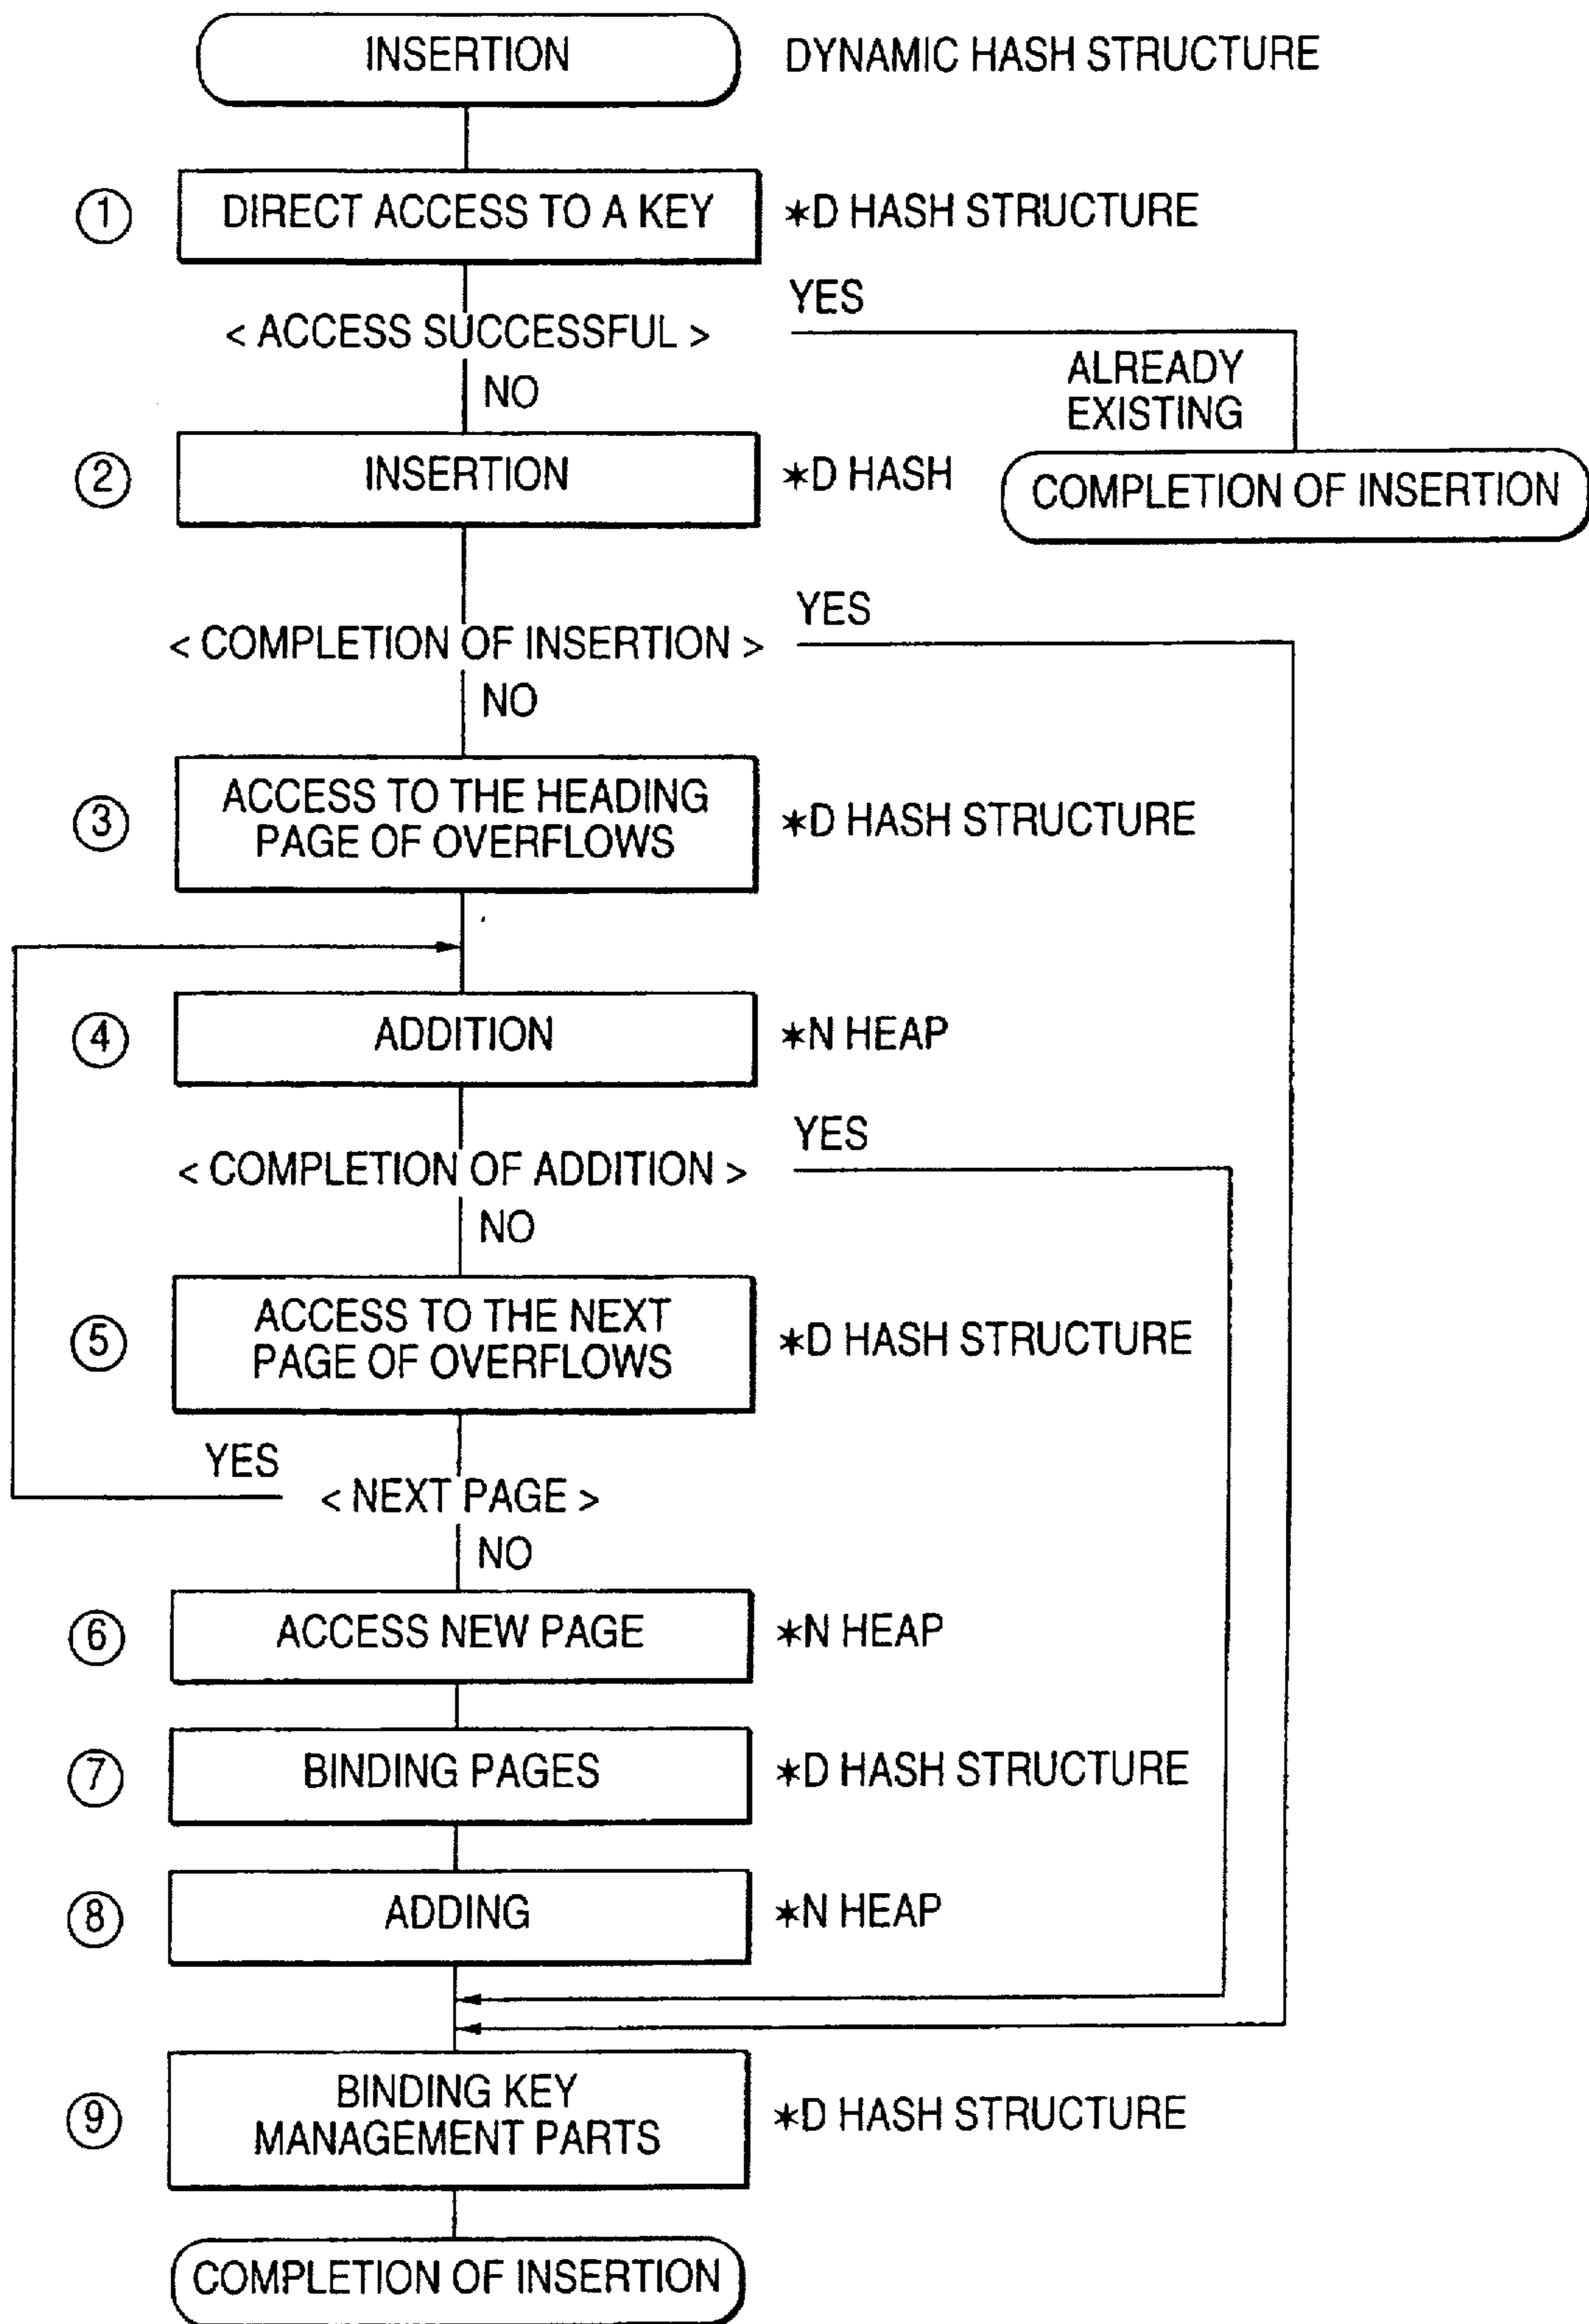 INSERTION
DYNAMIC HASH STRUCTURE
① DIRECT ACCESS TO A KEY
*D HASH STRUCTURE
< ACCESS SUCCESSFUL >
YES
NO
ALREADY
EXISTING
COMPLETION OF INSERTION
② INSERTION
*D HASH
< COMPLETION OF INSERTION >
YES
NO
③
ACCESS TO THE HEADING
PAGE OF OVERFLOWS
*D HASH STRUCTURE
④ ADDITION
*N HEAP
< COMPLETION OF ADDITION >
YES
NO
⑤
ACCESS TO THE NEXT
PAGE OF OVERFLOWS
*D HASH STRUCTURE
YES
< NEXT PAGE >
NO
⑥ ACCESS NEW PAGE
*N HEAP
⑦ BINDING PAGES
*D HASH STRUCTURE
⑧ ADDING
*N HEAP
⑨
BINDING KEY
MANAGEMENT PARTS
*D HASH STRUCTURE
COMPLETION OF INSERTION